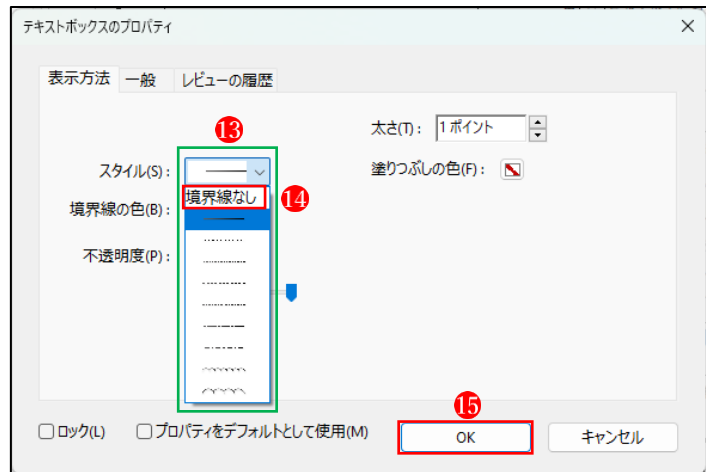 テキストボックスのプロパティ
表示方法 一般 レビューの履歴
⑬
太さ(T): 1 ポイント
スタイル(S):
塗りつぶしの色(F):
境界線なし ⑭
境界線の色(B):
不透明度(P):
⑮
ロック(L) プロパティをデフォルトとして使用(M) OK キャンセル